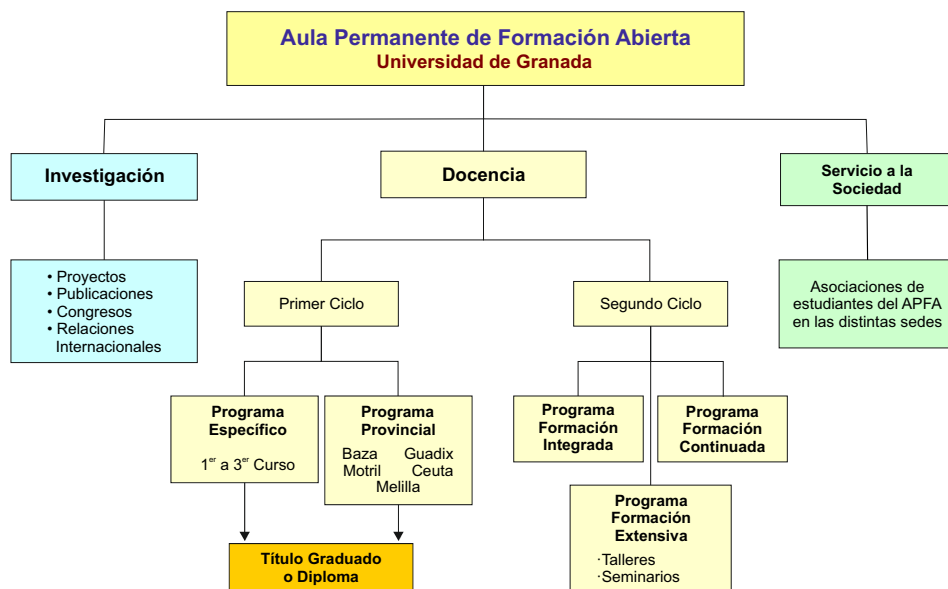 Aula Permanente de Formación Abierta
Universidad de Granada
Investigación
Docencia
Servicio a la
Sociedad
• Proyectos
• Publicaciones
• Congresos
• Relaciones
Internacionales
Primer Ciclo
Segundo Ciclo
Asociaciones de
estudiantes del APFA
en las distintas sedes
Programa
Específico
1er a 3er Curso
Programa
Provincial
Baza Guadix
Motril Ceuta
Melilla
Programa
Formación
Integrada
Programa
Formación
Continuada
Programa
Formación
Extensiva
·Talleres
·Seminarios
Título Graduado
o Diploma